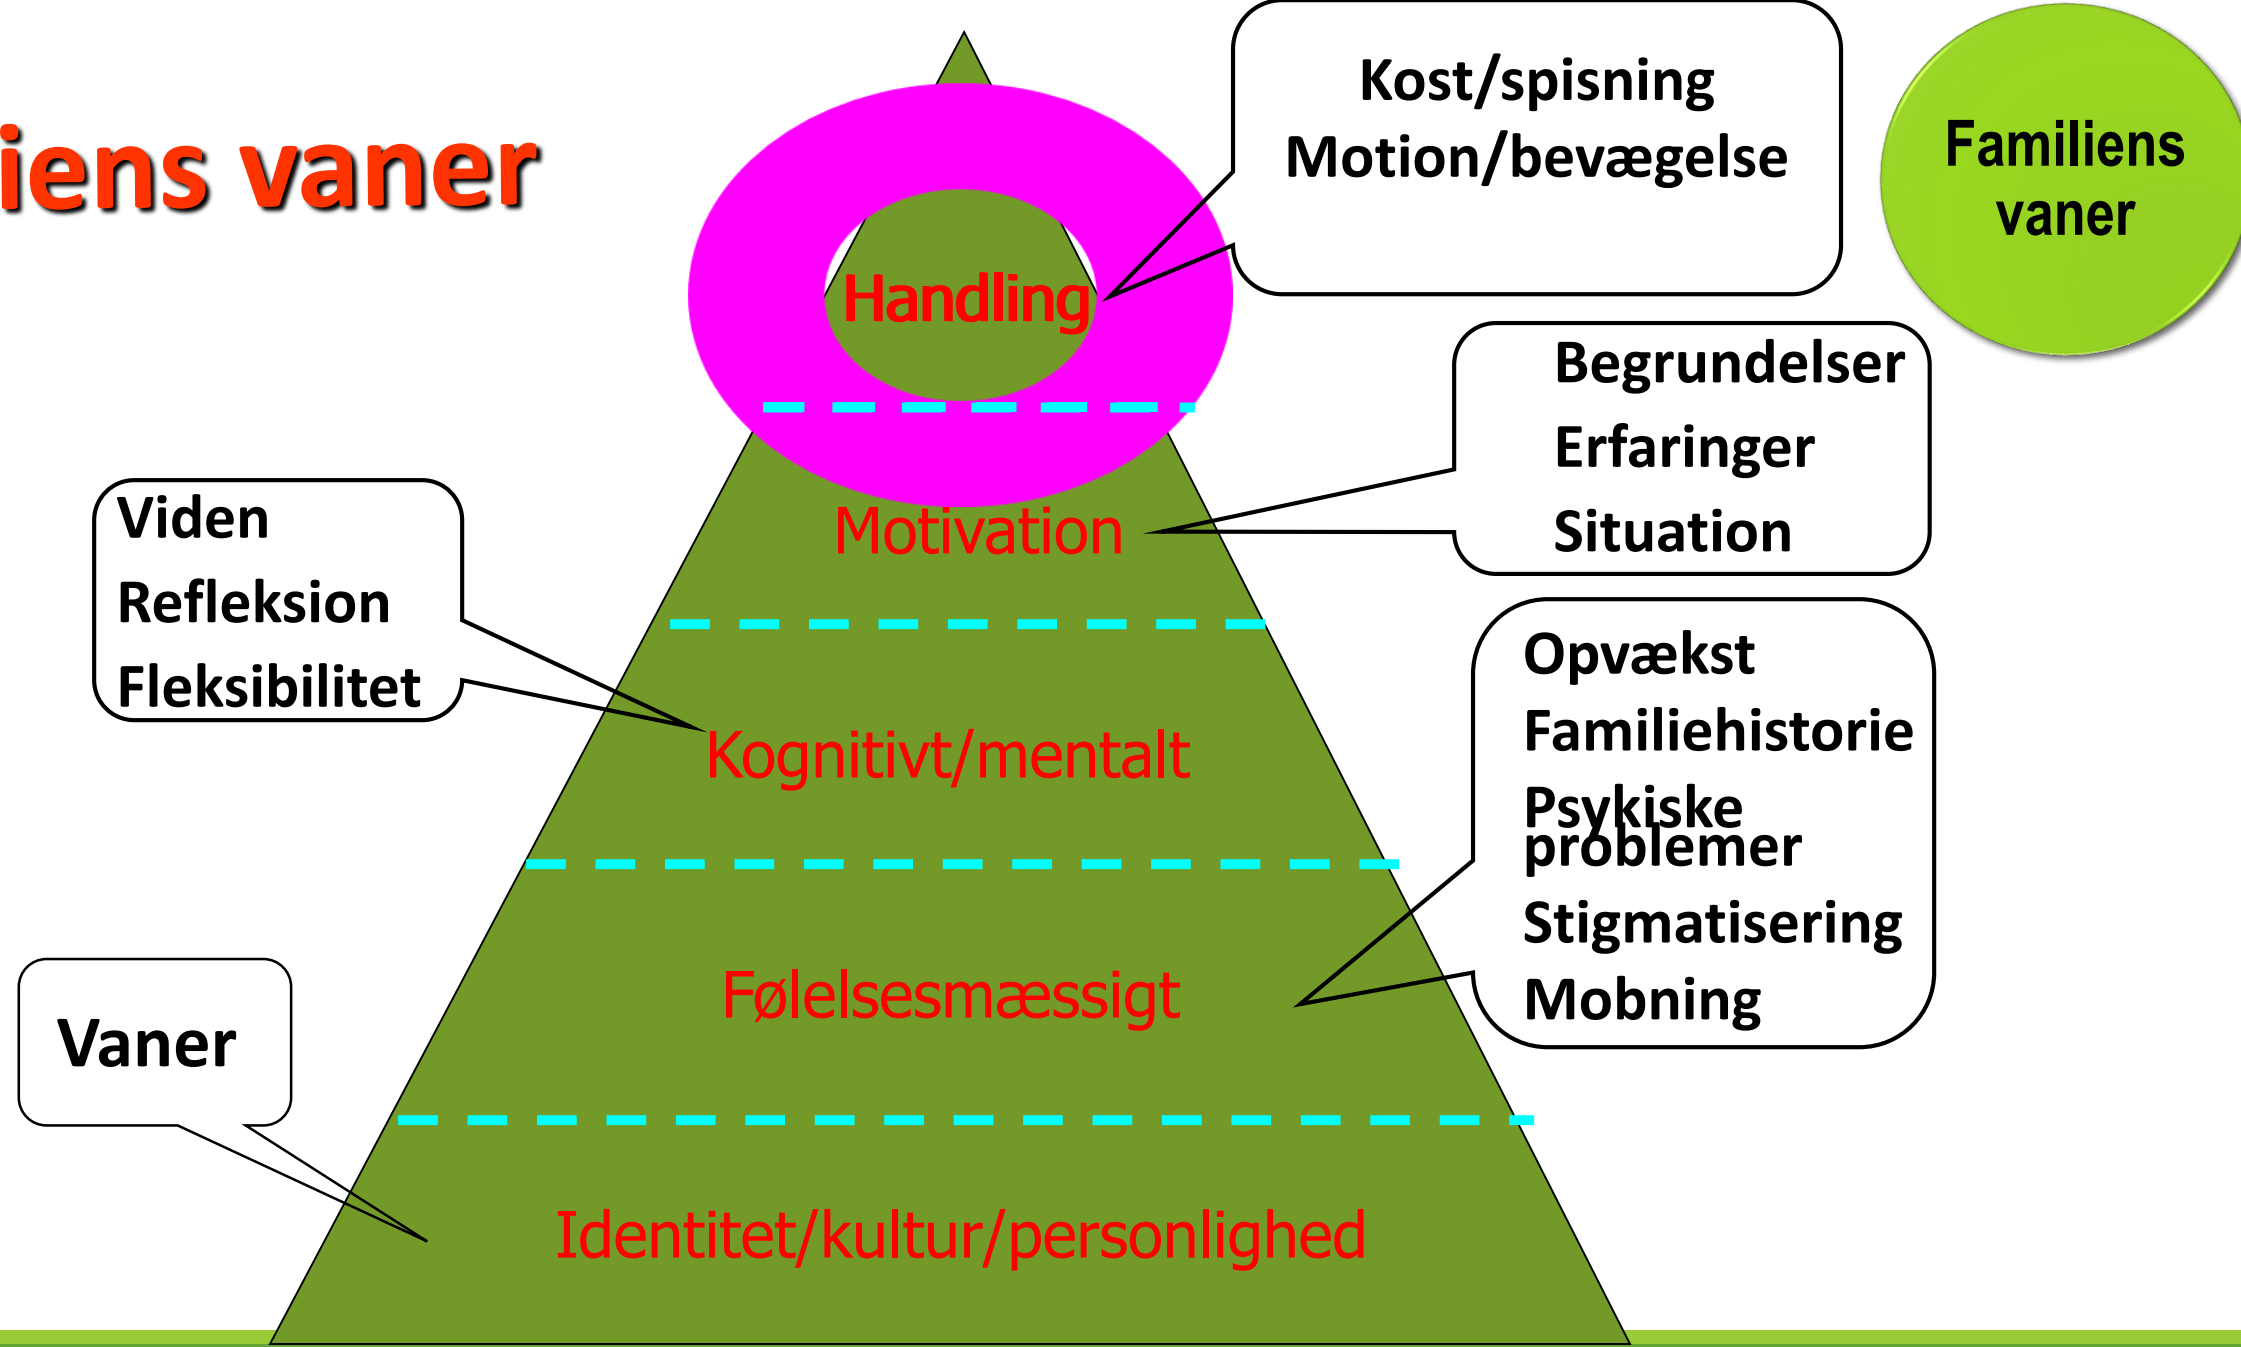 iens vaner
Kost/spisning
Motion/bevægelse
Familiens
vaner
Handling
Begrundelser
Erfaringer
Situation
Motivation
Viden
Refleksion
Fleksibilitet
Kognitivt/mentalt
Opvækst
Familiehistorie
Psykiske
problemer
Stigmatisering
Mobning
Følelsesmæssigt
Vaner
Identitet/kultur/personlighed